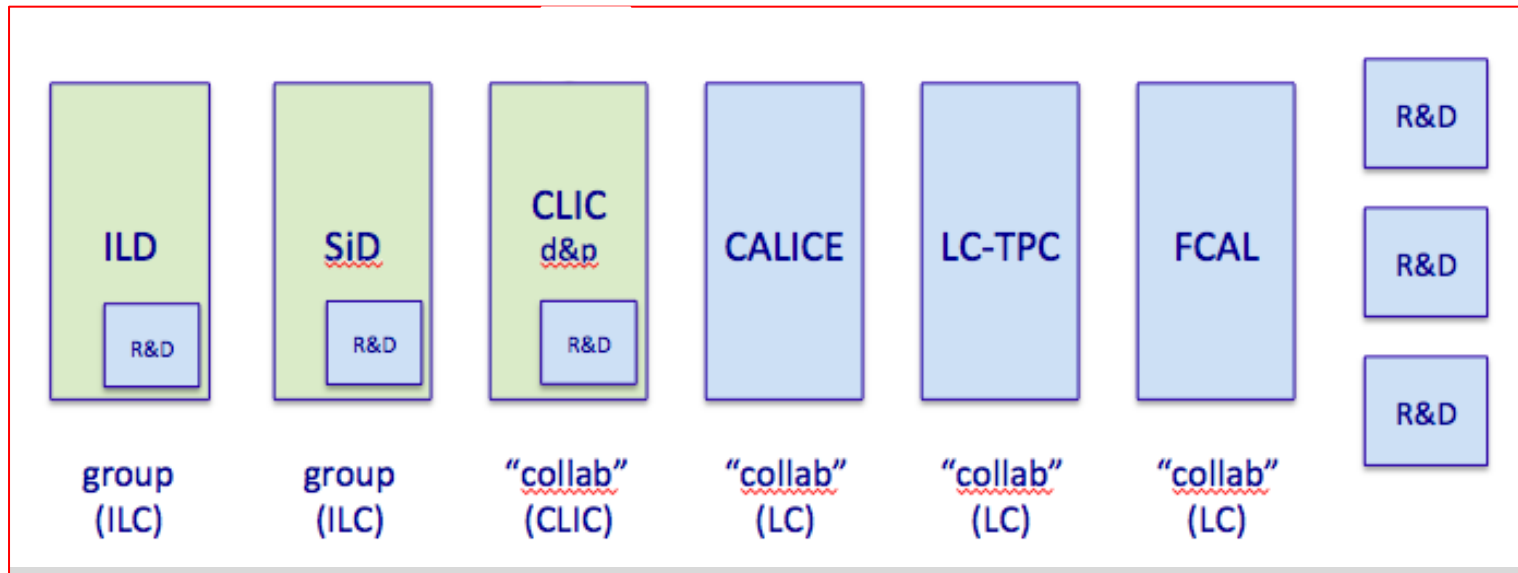 ILD
R&D
group
(ILC)
SiD
R&D
group
(ILC)
CLIC
d&p
R&D
“collab”
(CLIC)
CALICE
“collab”
(LC)
LC-TPC
“collab”
(LC)
FCAL
“collab”
(LC)
R&D
R&D
R&D